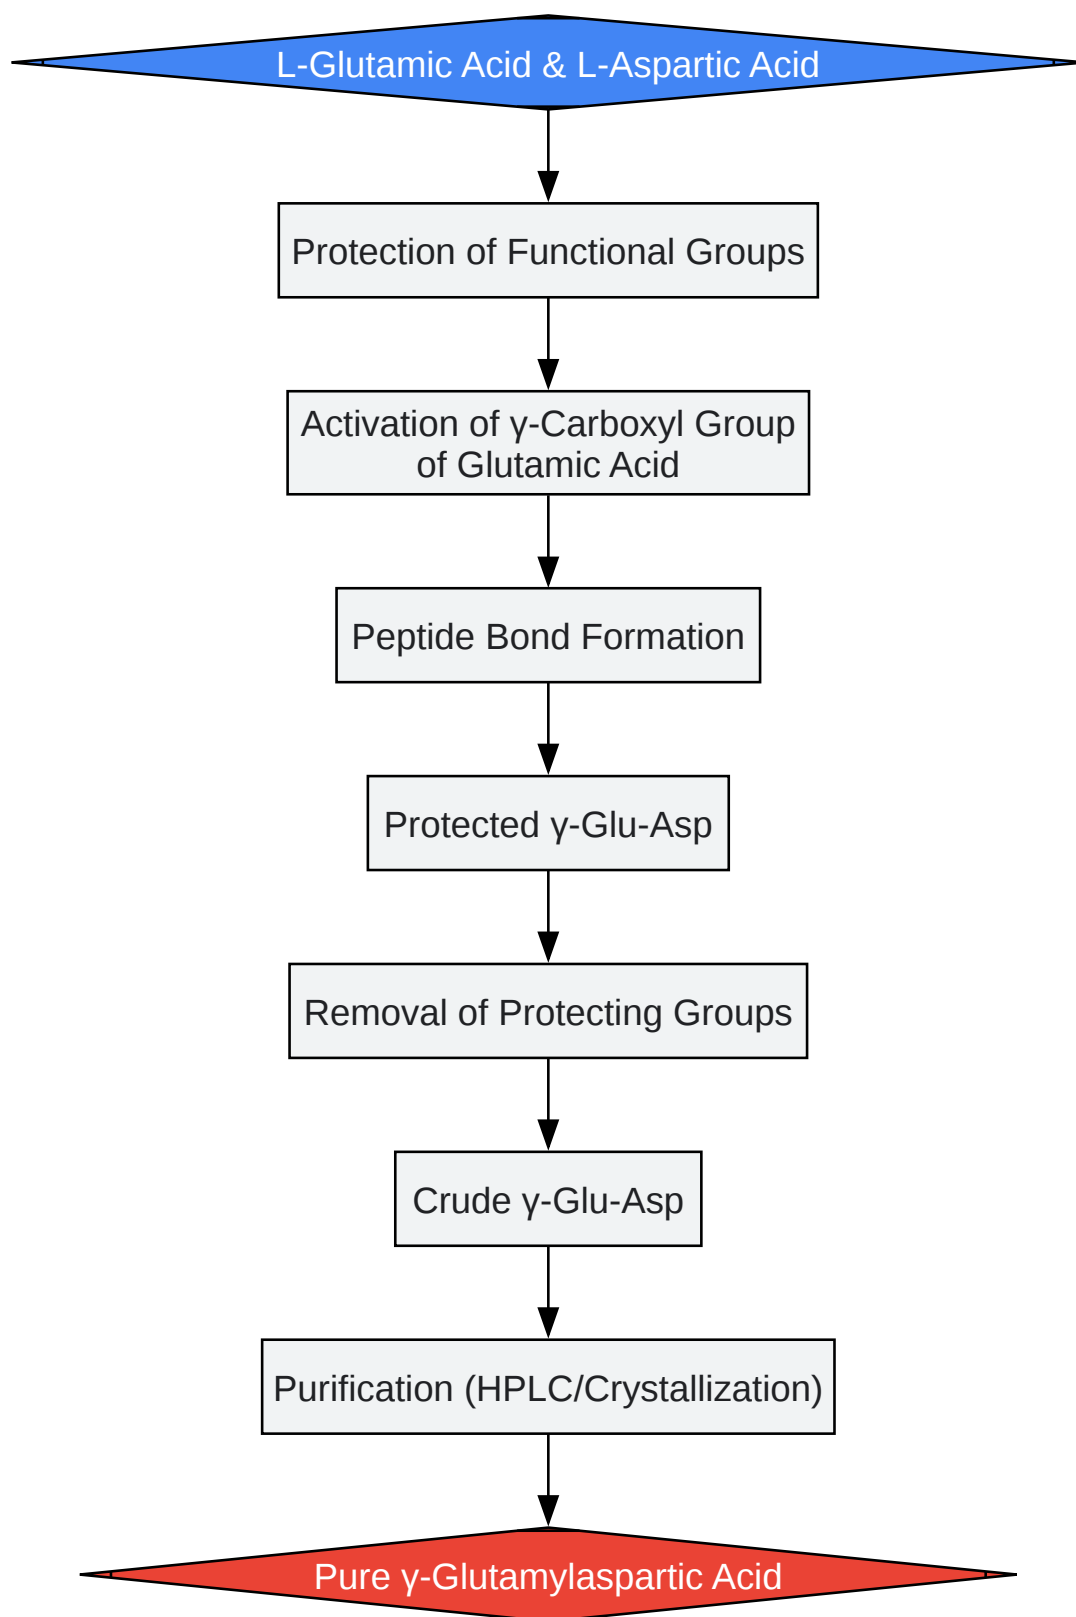 L-Glutamic Acid & L-Aspartic Acid
Protection of Functional Groups
Activation of γ-Carboxyl Group
of Glutamic Acid
Peptide Bond Formation
Protected γ-Glu-Asp
Removal of Protecting Groups
Crude γ-Glu-Asp
Purification (HPLC/Crystallization)
Pure γ-Glutamylaspartic Acid